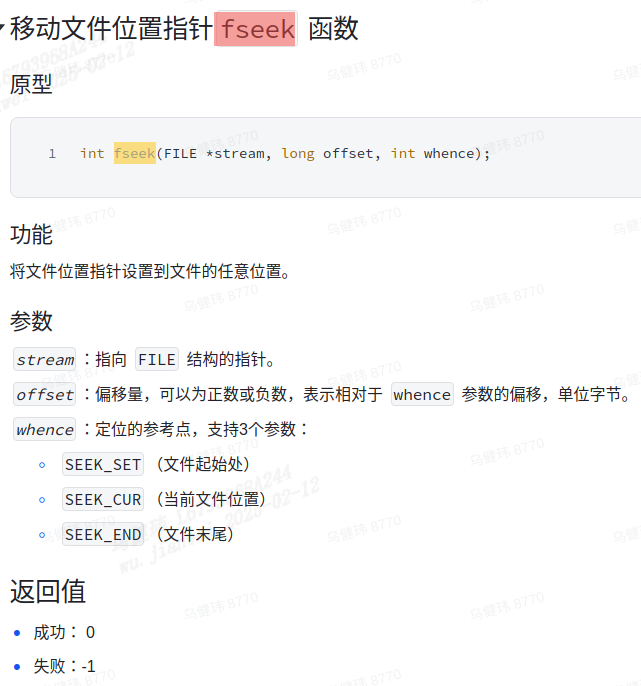 移动文件位置指针 fseek 函数
原型
1 int fseek(FILE *stream, long offset, int whence);
功能
将文件位置指针设置到文件的任意位置。
参数
stream：指向 FILE 结构的指针。
offset：偏移量，可以为正数或负数，表示相对于 whence 参数的偏移，单位字节。
whence：定位的参考点，支持3个参数：
SEEK_SET （文件起始处）
SEEK_CUR （当前文件位置）
SEEK_END （文件末尾）
返回值
成功： 0
失败：-1